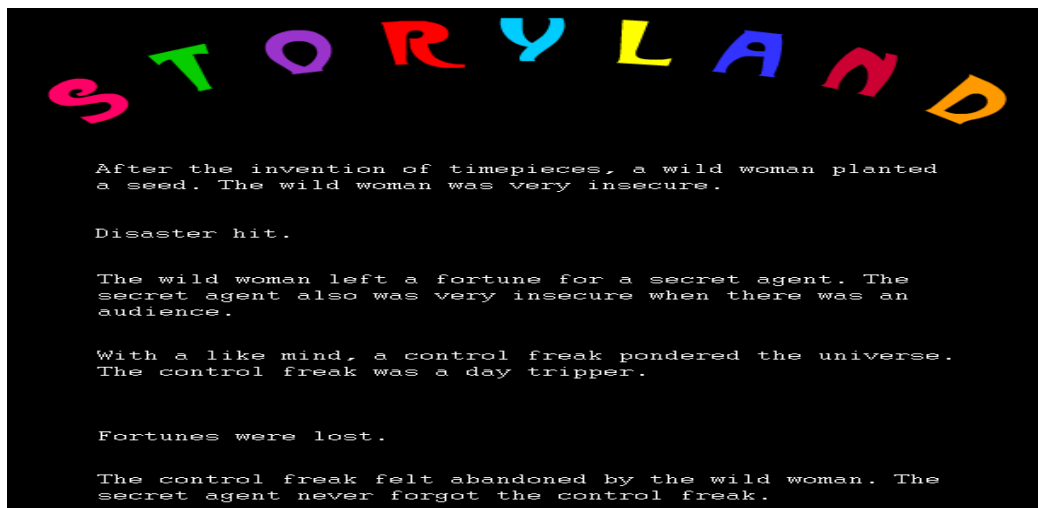 STORYLAND
After the invention of timepieces, a wild woman planted
a seed. The wild woman was very insecure.
Disaster hit.
The wild woman left a fortune for a secret agent. The
secret agent also was very insecure when there was an
audience.
With a like mind, a control freak pondered the universe.
The control freak was a day tripper.
Fortunes were lost.
The control freak felt abandoned by the wild woman. The
secret agent never forgot the control freak.